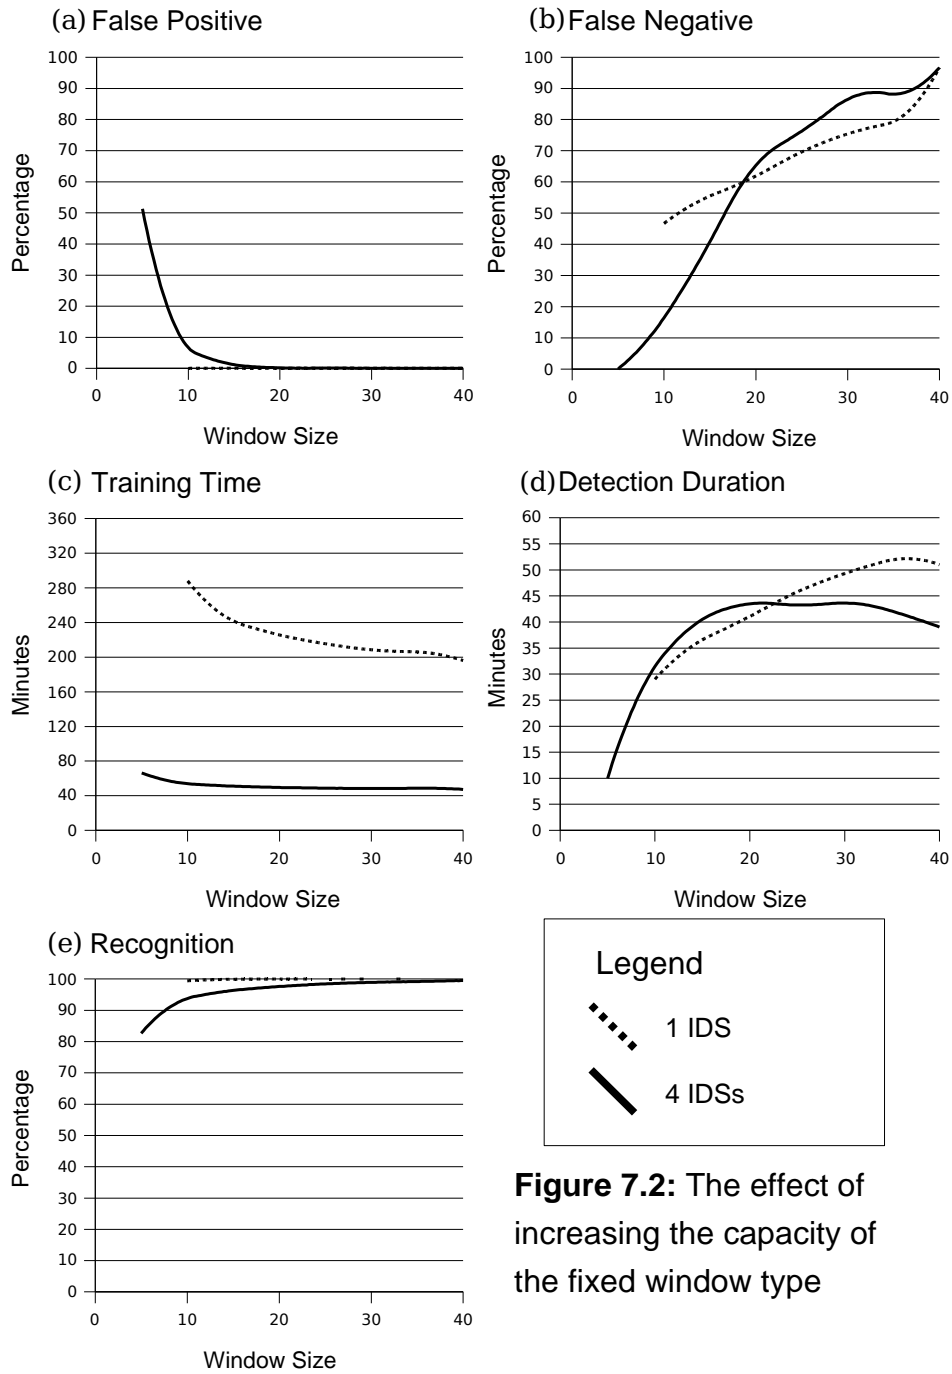 (a) False Positive
100
90
80
70
60
50
40
30
20
10
0
0 10 20 30 40
Percentage
Window Size
(b) False Negative
100
90
80
70
60
50
40
30
20
10
0
0 10 20 30 40
Percentage
Window Size
(c) Training Time
360
320
280
240
200
160
120
80
40
0
0 10 20 30 40
Minutes
Window Size
(d) Detection Duration
60
55
50
45
40
35
30
25
20
15
10
5
0
0 10 20 30 40
Minutes
Window Size
(e) Recognition
100
90
80
70
60
50
40
30
20
10
0
0 10 20 30 40
Percentage
Window Size
Legend
1 IDS
4 IDSs
Figure 7.2: The effect of
increasing the capacity of
the fixed window type